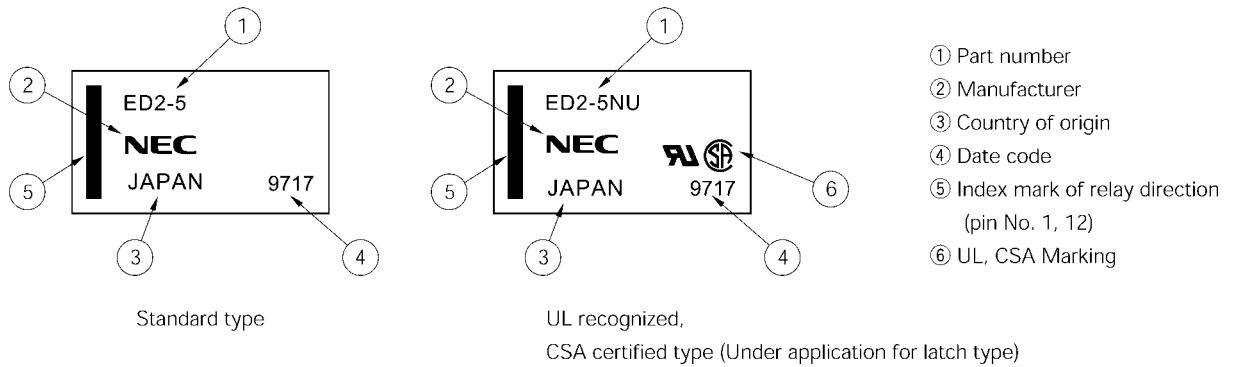 ① ①
② ②
ED2-5
NEC
JAPAN 9717
⑤
③ ④
Standard type
ED2-5NU
NEC
UR SA
JAPAN 9717
⑤ ⑥
③ ④
UL recognized,
CSA certified type (Under application for latch type)
① Part number
② Manufacturer
③ Country of origin
④ Date code
⑤ Index mark of relay direction
(pin No. 1, 12)
⑥ UL, CSA Marking